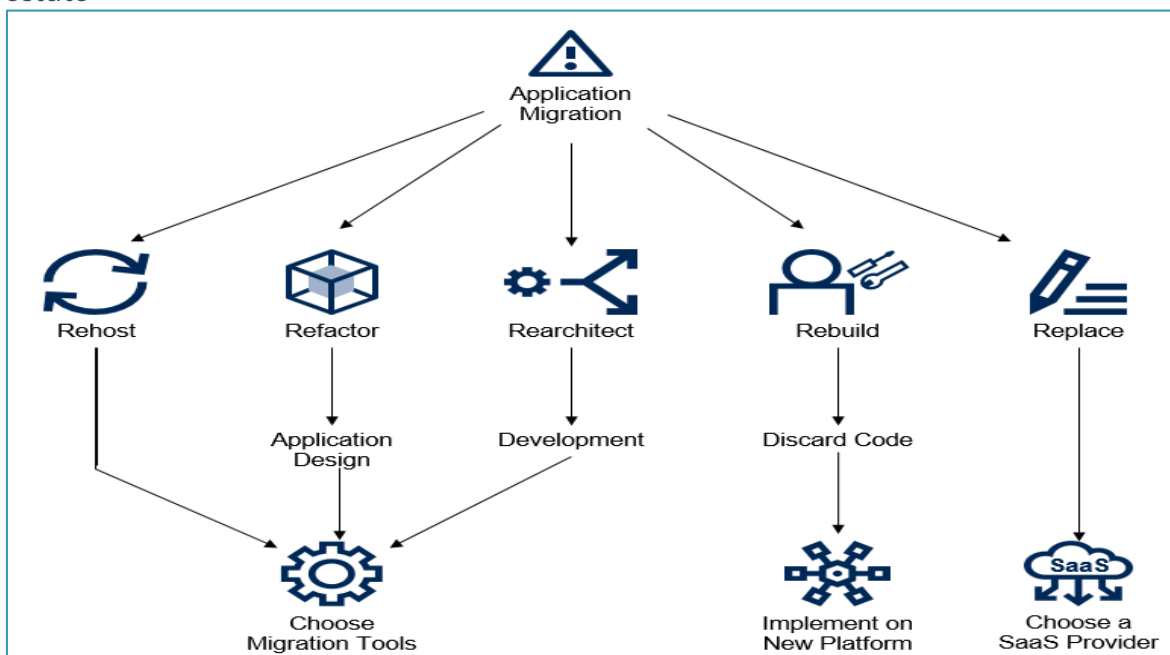 Application
Migration
Rehost
Refactor
Rearchitect
Rebuild
Replace
Application
Design
Development
Discard Code
SaaS
Choose
Migration Tools
Implement on
New Platform
Choose a
SaaS Provider